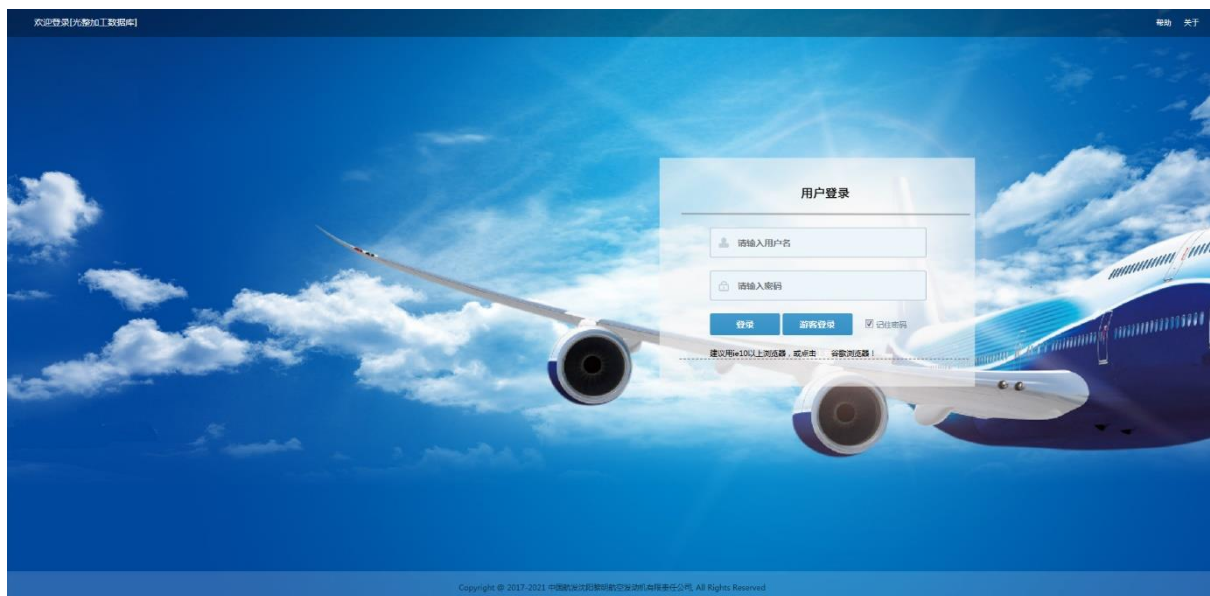 欢迎登录[光整加工数据库]
帮助 关于
用户登录
请输入用户名
请输入密码
登录 游客登录 记住密码
建议用ie10以上浏览器，或点击 谷歌浏览器！
Copyright @ 2017-2021 中国航发沈阳黎明航空发动机有限责任公司, All Rights Reserved